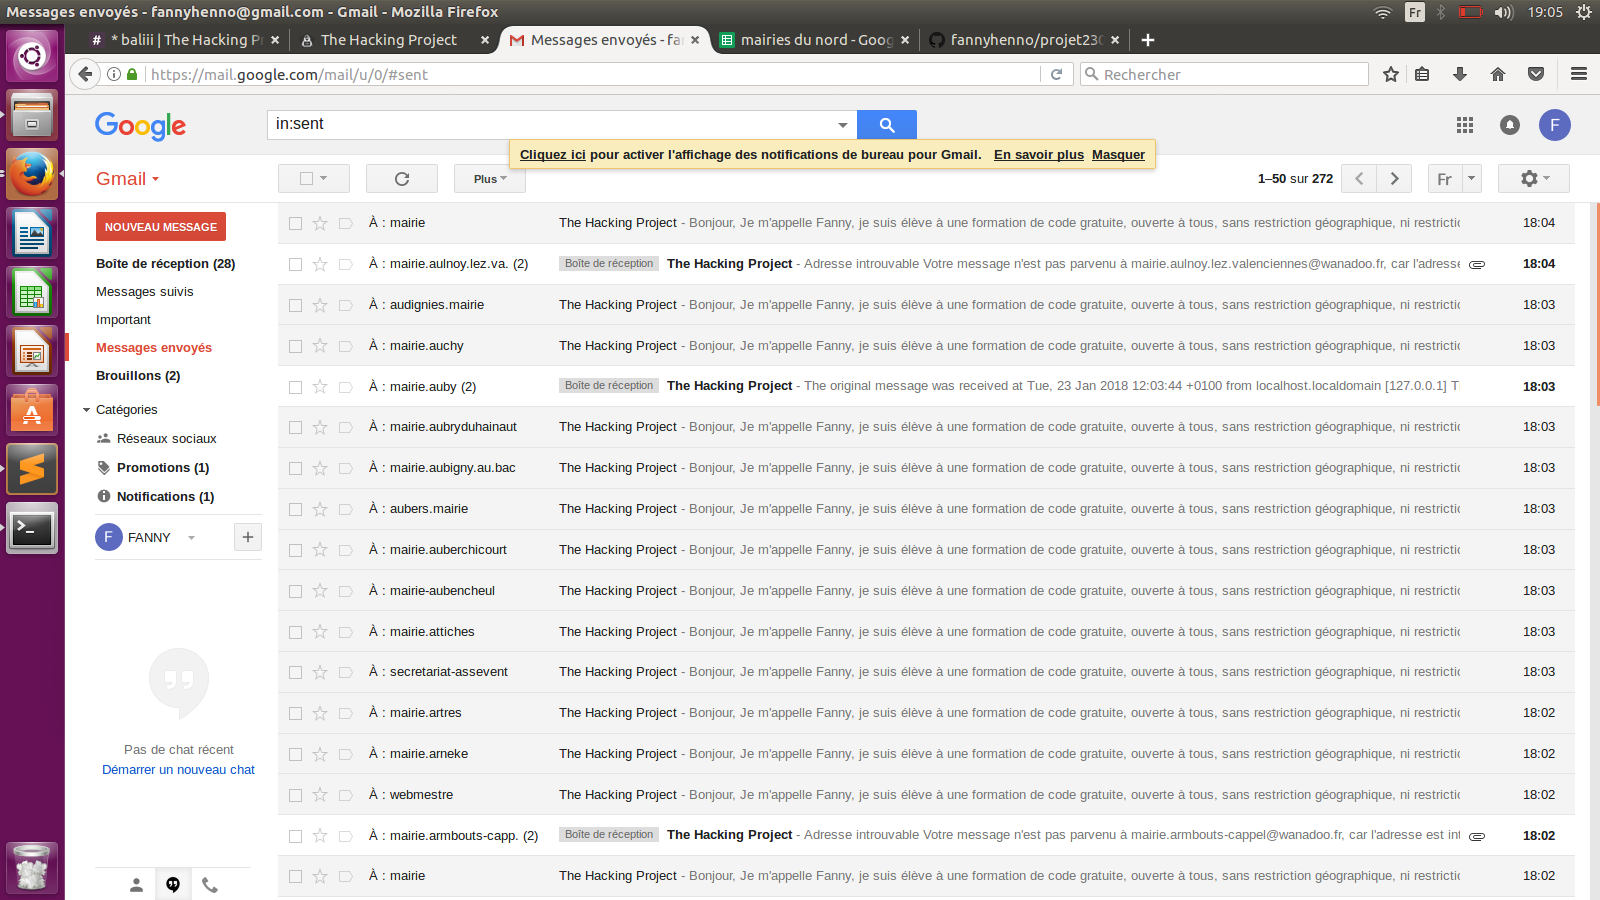 Messages envoyés - fannyhenno@gmail.com - Gmail - Mozilla Firefox
Fr
19:05
# * baliii | The Hacking P
The Hacking Project
Messages envoyés - fa
mairies du nord - Goog
fannyhenno/projet230
https://mail.google.com/mail/u/0/#sent
Rechercher
Google
in:sent
F
Cliquez ici pour activer l'affichage des notifications de bureau pour Gmail. En savoir plus Masquer
Gmail
Plus
1–50 sur 272
Fr
NOUVEAU MESSAGE
Boîte de réception (28)
Messages suivis
Important
Messages envoyés
Brouillons (2)
Catégories
Réseaux sociaux
Promotions (1)
Notifications (1)
F FANNY
Pas de chat récent
Démarrer un nouveau chat
À : mairie The Hacking Project - Bonjour, Je m'appelle Fanny, je suis élève à une formation de code gratuite, ouverte à tous, sans restriction géographique, ni restrictio 18:04
À : mairie.aulnoy.lez.va. (2) Boîte de réception The Hacking Project - Adresse introuvable Votre message n'est pas parvenu à mairie.aulnoy.lez.valenciennes@wanadoo.fr, car l'adresse 18:04
À : audignies.mairie The Hacking Project - Bonjour, Je m'appelle Fanny, je suis élève à une formation de code gratuite, ouverte à tous, sans restriction géographique, ni restrictio 18:03
À : mairie.auchy The Hacking Project - Bonjour, Je m'appelle Fanny, je suis élève à une formation de code gratuite, ouverte à tous, sans restriction géographique, ni restrictio 18:03
À : mairie.auby (2) Boîte de réception The Hacking Project - The original message was received at Tue, 23 Jan 2018 12:03:44 +0100 from localhost.localdomain [127.0.0.1] T 18:03
À : mairie.aubryduhainaut The Hacking Project - Bonjour, Je m'appelle Fanny, je suis élève à une formation de code gratuite, ouverte à tous, sans restriction géographique, ni restrictio 18:03
À : mairie.aubigny.au.bac The Hacking Project - Bonjour, Je m'appelle Fanny, je suis élève à une formation de code gratuite, ouverte à tous, sans restriction géographique, ni restrictio 18:03
À : aubers.mairie The Hacking Project - Bonjour, Je m'appelle Fanny, je suis élève à une formation de code gratuite, ouverte à tous, sans restriction géographique, ni restrictio 18:03
À : mairie.auberchicourt The Hacking Project - Bonjour, Je m'appelle Fanny, je suis élève à une formation de code gratuite, ouverte à tous, sans restriction géographique, ni restrictio 18:03
À : mairie-aubencheul The Hacking Project - Bonjour, Je m'appelle Fanny, je suis élève à une formation de code gratuite, ouverte à tous, sans restriction géographique, ni restrictio 18:03
À : mairie.attiches The Hacking Project - Bonjour, Je m'appelle Fanny, je suis élève à une formation de code gratuite, ouverte à tous, sans restriction géographique, ni restrictio 18:03
À : secretariat-assevent The Hacking Project - Bonjour, Je m'appelle Fanny, je suis élève à une formation de code gratuite, ouverte à tous, sans restriction géographique, ni restrictio 18:03
À : mairie.artres The Hacking Project - Bonjour, Je m'appelle Fanny, je suis élève à une formation de code gratuite, ouverte à tous, sans restriction géographique, ni restrictio 18:02
À : mairie.arneke The Hacking Project - Bonjour, Je m'appelle Fanny, je suis élève à une formation de code gratuite, ouverte à tous, sans restriction géographique, ni restrictio 18:02
À : webmestre The Hacking Project - Bonjour, Je m'appelle Fanny, je suis élève à une formation de code gratuite, ouverte à tous, sans restriction géographique, ni restrictio 18:02
À : mairie.armbouts-capp. (2) Boîte de réception The Hacking Project - Adresse introuvable Votre message n'est pas parvenu à mairie.armbouts-cappel@wanadoo.fr, car l'adresse est int 18:02
À : mairie The Hacking Project - Bonjour, Je m'appelle Fanny, je suis élève à une formation de code gratuite, ouverte à tous, sans restriction géographique, ni restrictio 18:02